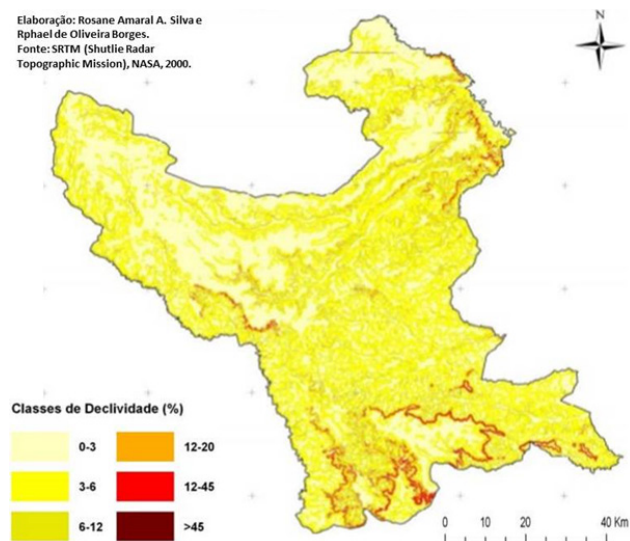 Elaboração: Rosane Amaral A. Silva e
Rphael de Oliveira Borges.
Fonte: SRTM (Shutlie Radar
Topographic Mission), NASA, 2000.
N
Classes de Declividade (%)
0-3
12-20
3-6
12-45
6-12
>45
0 10 20 40 Km